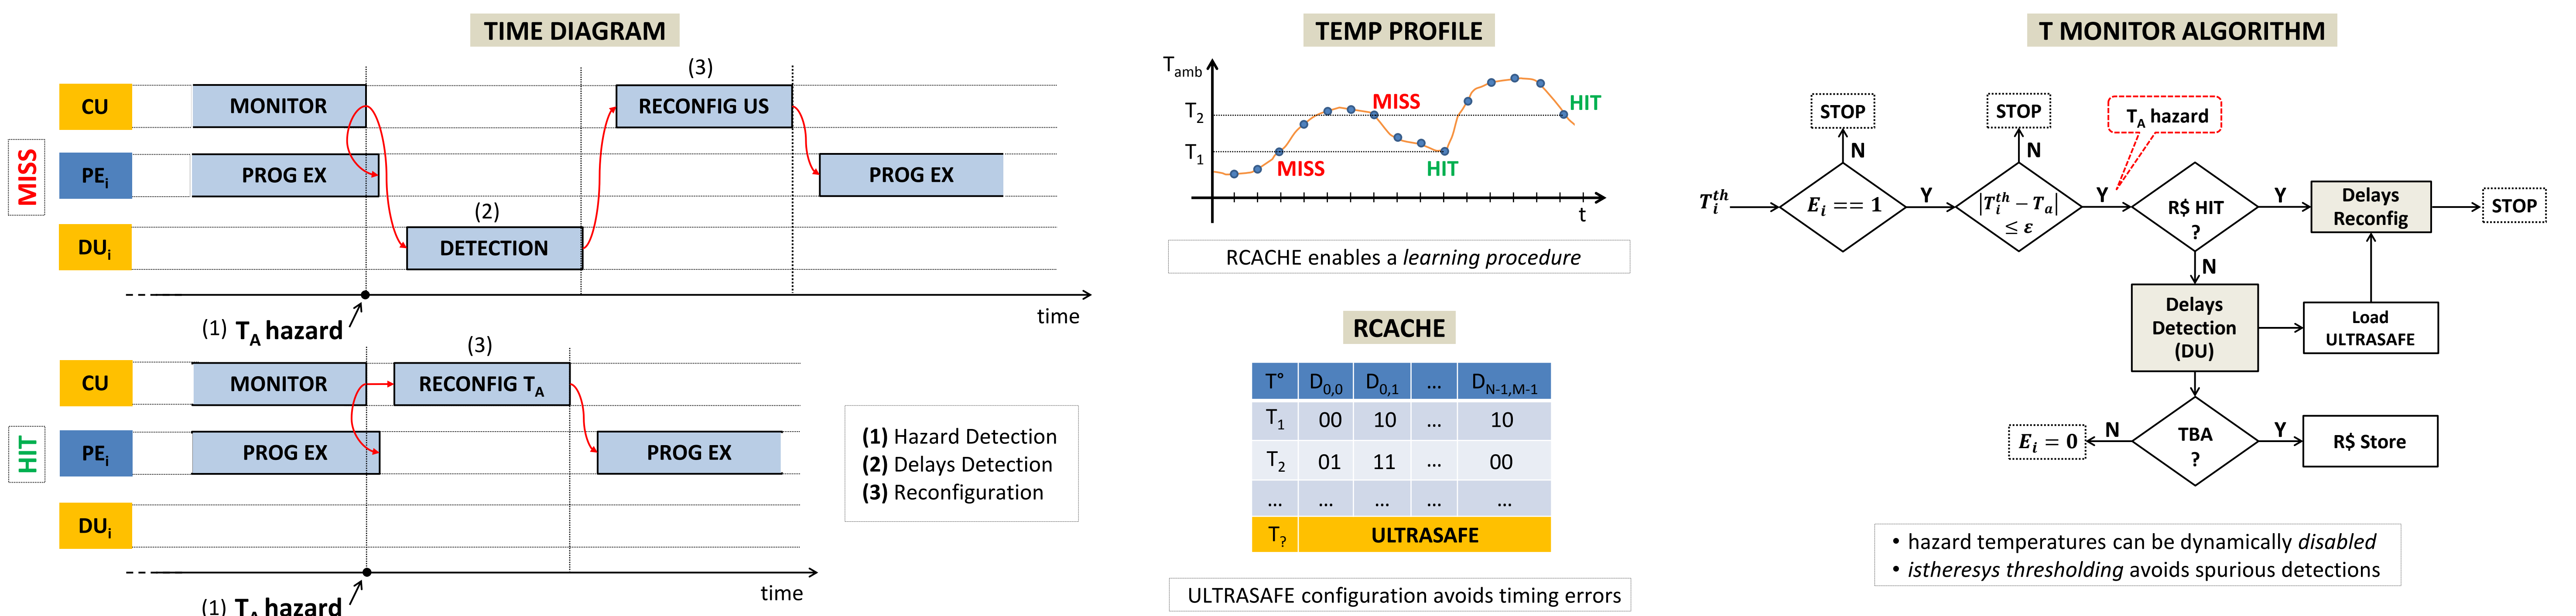 TIME DIAGRAM
MISS
CU
PEi
DUi
MONITOR
PROG EX
(2)
DETECTION
(3)
RECONFIG US
PROG EX
time
(1) TA hazard
HIT
CU
PEi
DUi
MONITOR
PROG EX
(3)
RECONFIG TA
PROG EX
time
(1) TA hazard
(1) Hazard Detection
(2) Delays Detection
(3) Reconfiguration
TEMP PROFILE
Tamb
T2
T1
MISS
MISS
HIT
HIT
t
RCACHE enables a learning procedure
RCACHE
T° D0,0 D0,1 ... DN-1,M-1
T1 00 10 ... 10
T2 01 11 ... 00
... ... ... ... ...
T? ULTRASAFE
ULTRASAFE configuration avoids timing errors
T MONITOR ALGORITHM
STOP
STOP
TA hazard
N
N
Tith
Ei == 1
Y
|Tith − Ta|
≤ ε
Y
R$ HIT
?
Y
Delays
Reconfig
STOP
N
Delays
Detection
(DU)
Load
ULTRASAFE
Ei = 0
N
TBA
?
Y
R$ Store
• hazard temperatures can be dynamically disabled
• istheresys thresholding avoids spurious detections